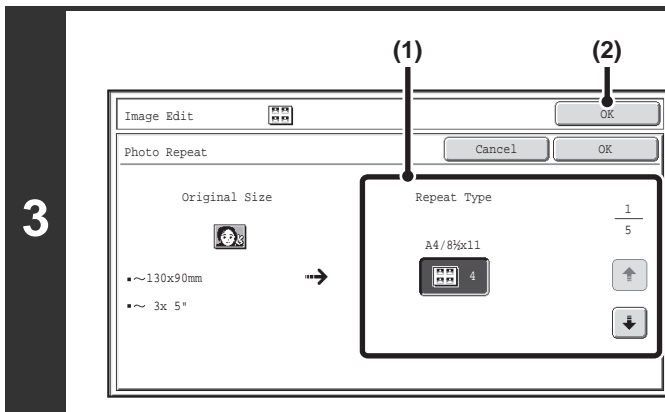 3
(1) (2)
Image Edit OK
Photo Repeat Cancel OK
Original Size Repeat Type 1
5
A4/8½x11
4
▪~130x90mm
▪~ 3x 5"